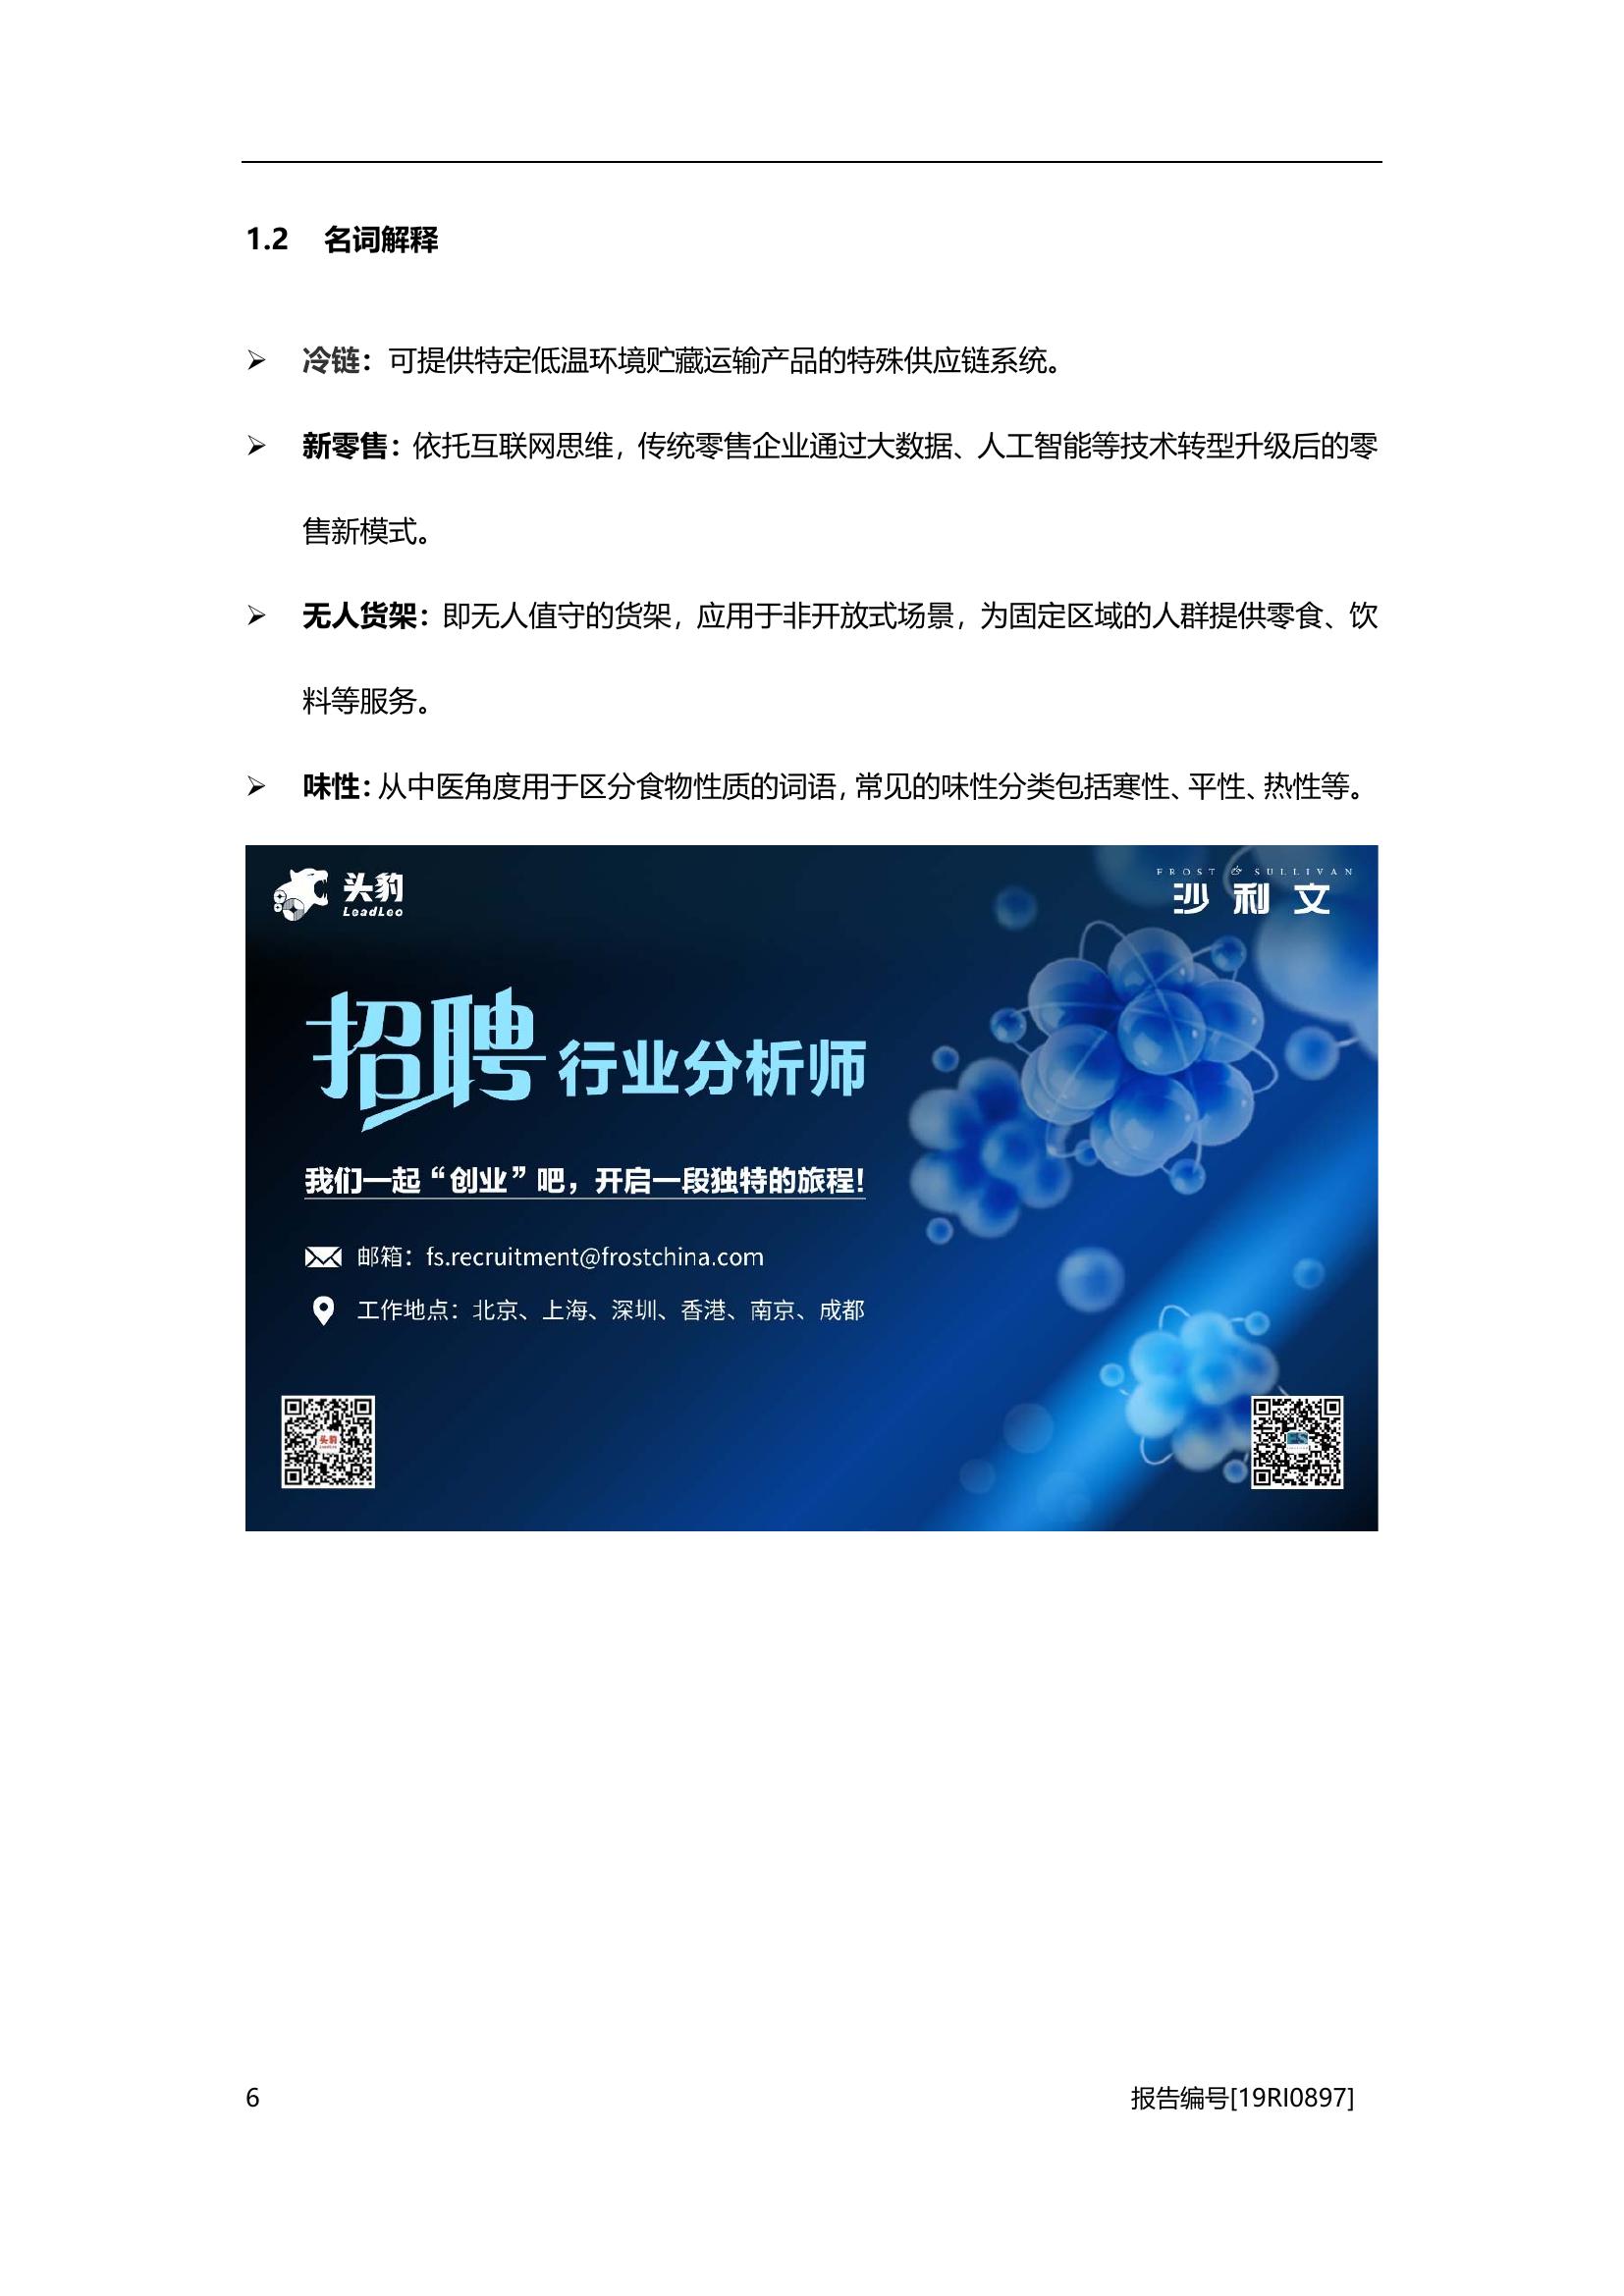 1.2 名词解释
冷链：可提供特定低温环境贮藏运输产品的特殊供应链系统。
新零售：依托互联网思维，传统零售企业通过大数据、人工智能等技术转型升级后的零
售新模式。
无人货架：即无人值守的货架，应用于非开放式场景，为固定区域的人群提供零食、饮
料等服务。
味性：从中医角度用于区分食物性质的词语，常见的味性分类包括寒性、平性、热性等。
头豹
LeadLeo
FROST & SULLIVAN
沙利文
招聘 行业分析师
我们一起“创业”吧，开启一段独特的旅程！
邮箱：fs.recruitment@frostchina.com
工作地点：北京、上海、深圳、香港、南京、成都
头豹
LeadLeo
FS
6 报告编号[19RI0897]